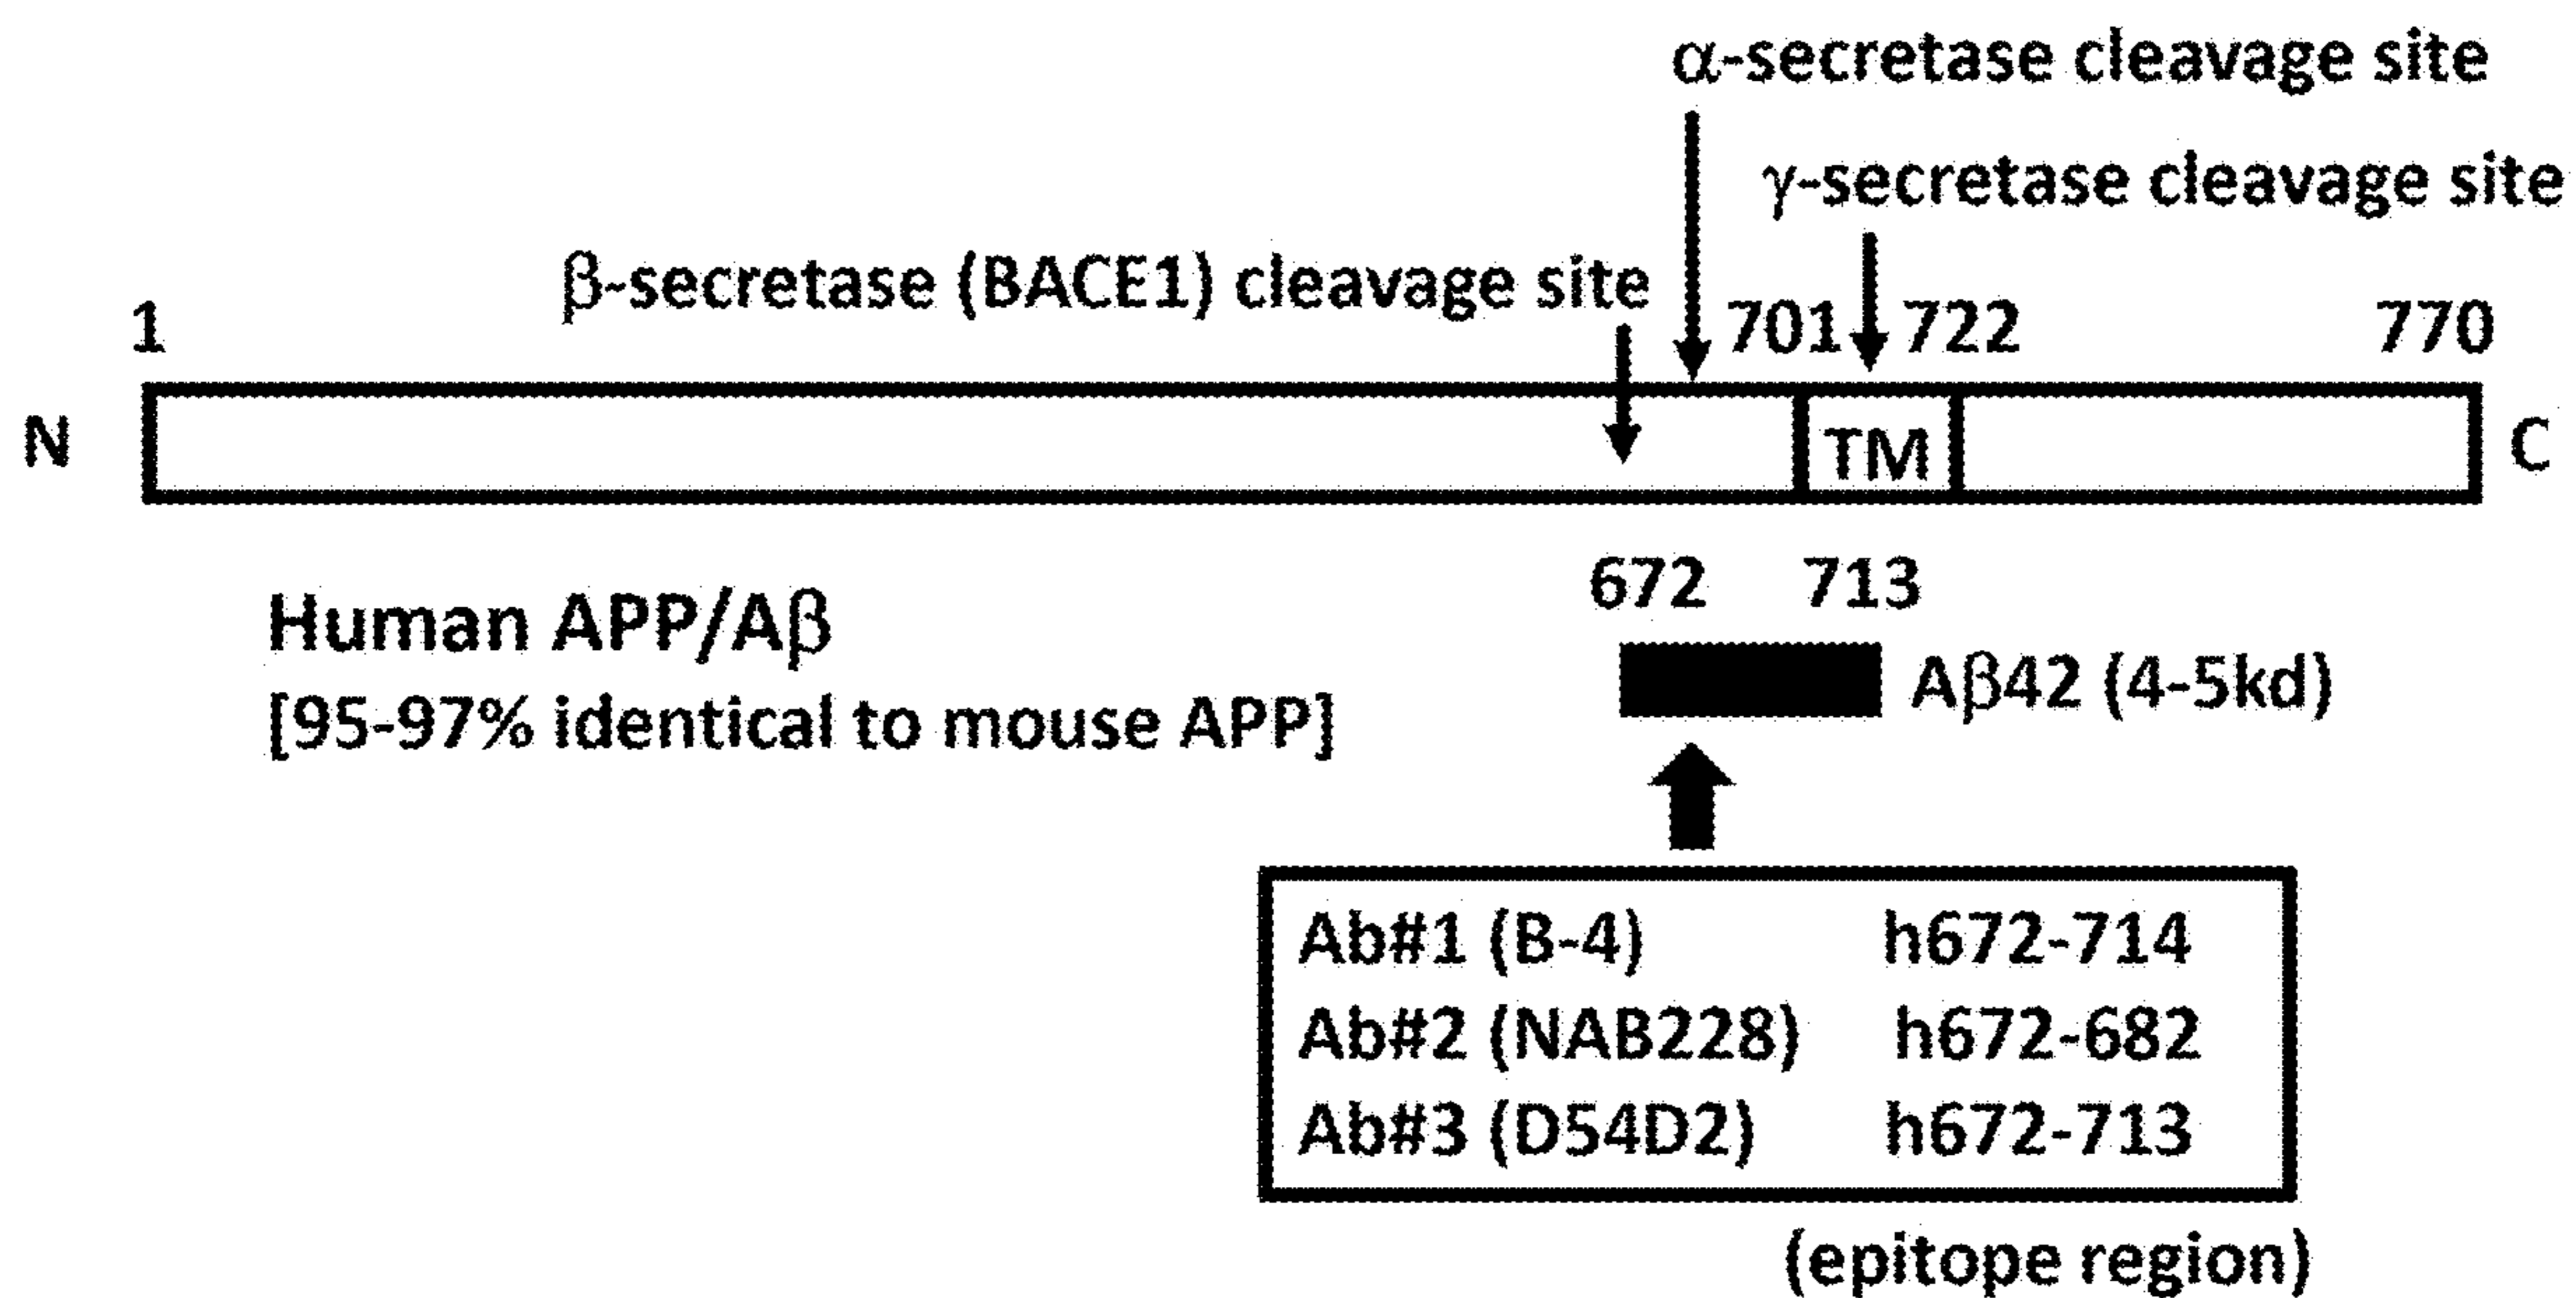 α-secretase cleavage site
γ-secretase cleavage site
β-secretase (BACE1) cleavage site
1 701 722 770
N TM C
672 713
Human APP/Aβ
[95-97% identical to mouse APP]
Aβ42 (4-5kd)
Ab#1 (B-4) h672-714
Ab#2 (NAB228) h672-682
Ab#3 (D54D2) h672-713
(epitope region)